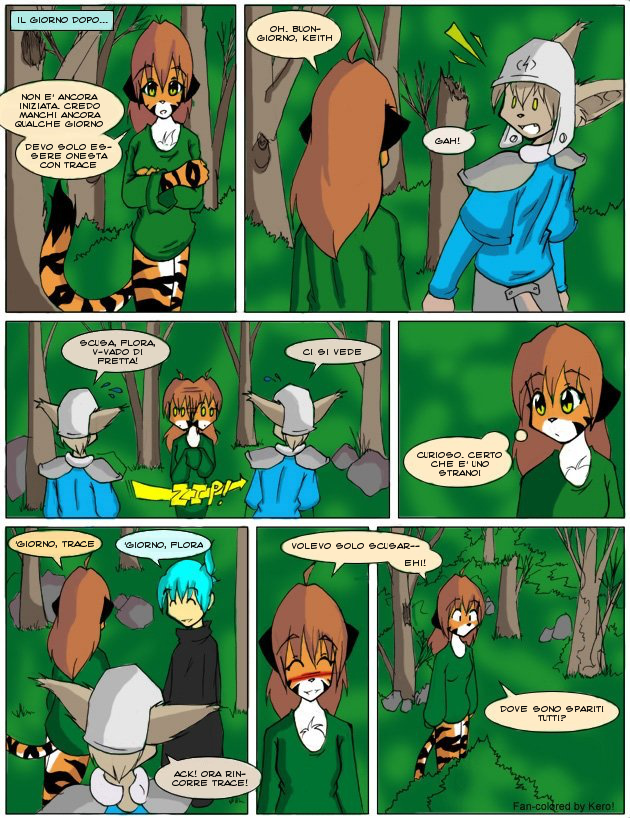 IL GIORNO DOPO...
NON E' ANCORA
INIZIATA. CREDO
MANCHI ANCORA
QUALCHE GIORNO
DEVO SOLO ES-
SERE ONESTA
CON TRACE
OH. BUON-
GIORNO, KEITH
GAH!
SCUSA, FLORA,
V-VADO DI
FRETTA!
ZIP!
CI SI VEDE
CURIOSO. CERTO
CHE E' UNO
STRANO!
'GIORNO, TRACE
'GIORNO, FLORA
ACK! ORA RIN-
CORRE TRACE!
VOLEVO SOLO SCUSAR--
EHI!
DOVE SONO SPARITI
TUTTI?
Fan-colored by Kero!